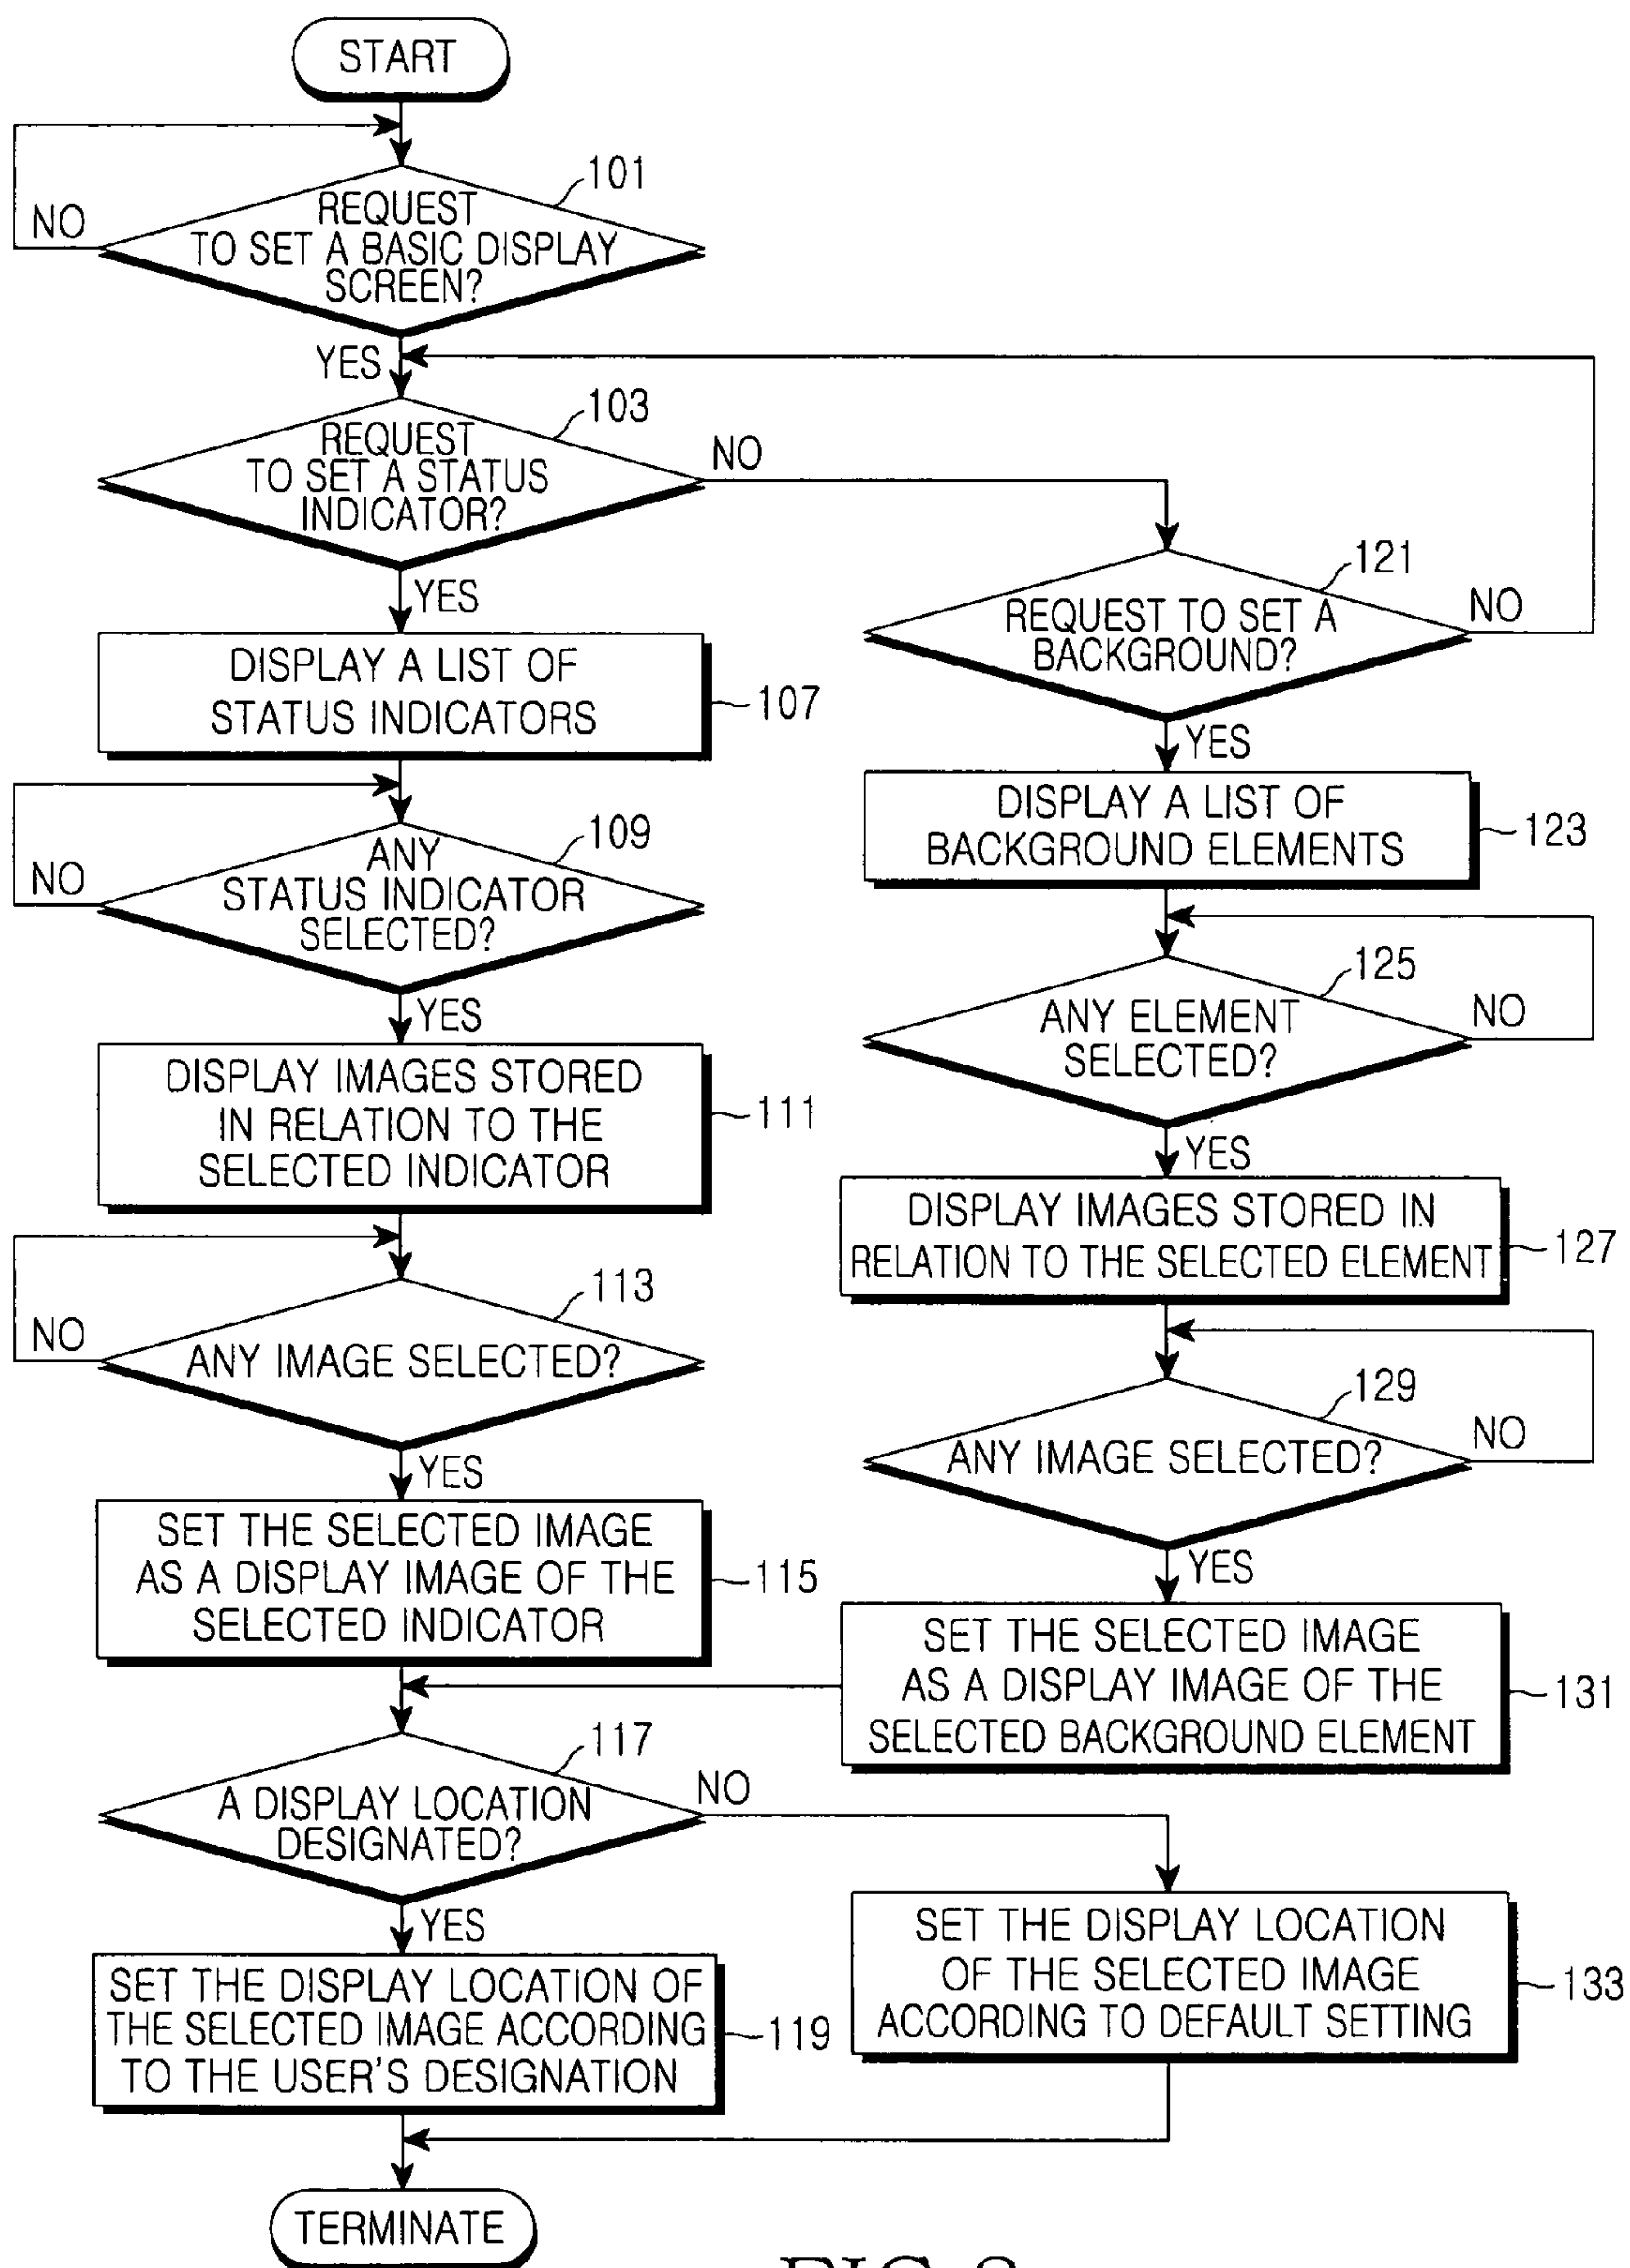 START
101
REQUEST
TO SET A BASIC DISPLAY
SCREEN?
NO
YES
103
REQUEST
TO SET A STATUS
INDICATOR?
NO
YES
121
REQUEST TO SET A
BACKGROUND?
NO
YES
DISPLAY A LIST OF
STATUS INDICATORS
107
DISPLAY A LIST OF
BACKGROUND ELEMENTS
123
109
ANY
STATUS INDICATOR
SELECTED?
NO
YES
125
ANY ELEMENT
SELECTED?
NO
YES
DISPLAY IMAGES STORED
IN RELATION TO THE
SELECTED INDICATOR
111
DISPLAY IMAGES STORED IN
RELATION TO THE SELECTED ELEMENT
127
113
ANY IMAGE SELECTED?
NO
YES
129
ANY IMAGE SELECTED?
NO
YES
SET THE SELECTED IMAGE
AS A DISPLAY IMAGE OF THE
SELECTED INDICATOR
115
SET THE SELECTED IMAGE
AS A DISPLAY IMAGE OF THE
SELECTED BACKGROUND ELEMENT
131
117
A DISPLAY LOCATION
DESIGNATED?
NO
YES
SET THE DISPLAY LOCATION OF
THE SELECTED IMAGE ACCORDING
TO THE USER'S DESIGNATION
119
SET THE DISPLAY LOCATION
OF THE SELECTED IMAGE
ACCORDING TO DEFAULT SETTING
133
TERMINATE